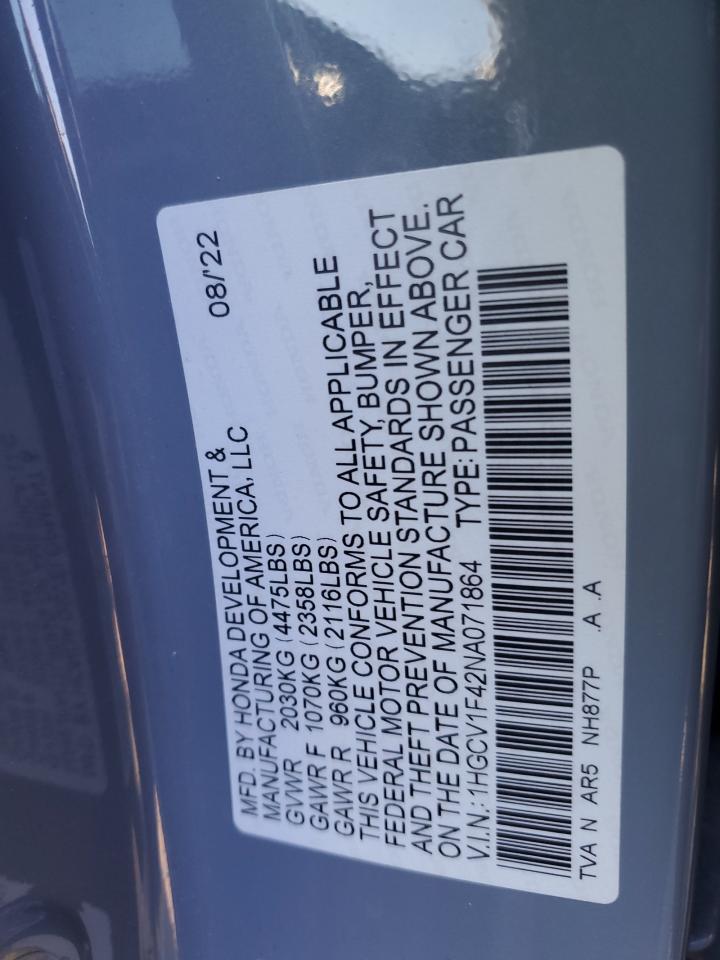 MFD. BY HONDA DEVELOPMENT & 08/'22
MANUFACTURING OF AMERICA, LLC
GVWR 2030KG (4475LBS)
GAWR F 1070KG (2358LBS)
GAWR R 960KG (2116LBS)
THIS VEHICLE CONFORMS TO ALL APPLICABLE
FEDERAL MOTOR VEHICLE SAFETY, BUMPER,
AND THEFT PREVENTION STANDARDS IN EFFECT
ON THE DATE OF MANUFACTURE SHOWN ABOVE.
V.I.N.: 1HGCV1F42NA071864 TYPE: PASSENGER CAR
TVA N AR5 NH877P .A .A